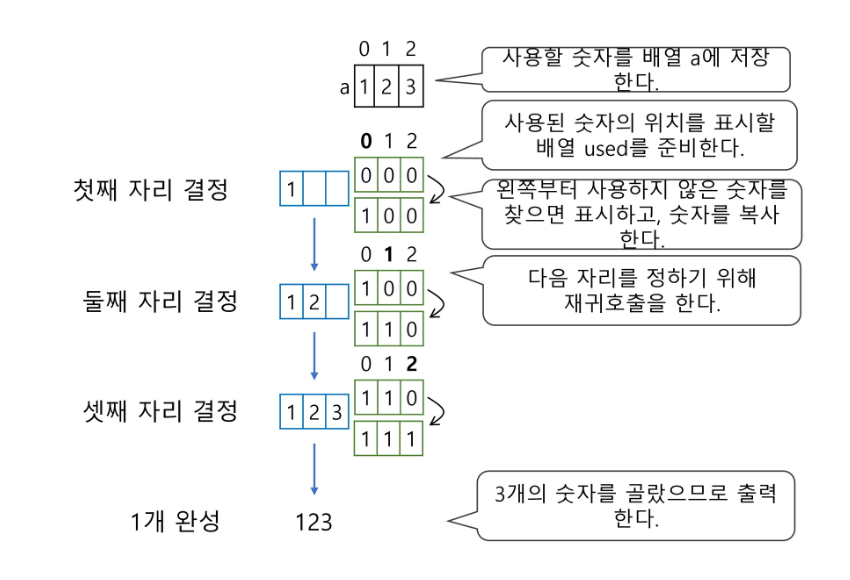 0 1 2
사용할 숫자를 배열 a에 저장
한다.
a 1 2 3
사용된 숫자의 위치를 표시할
배열 used를 준비한다.
0 1 2
0 0 0
첫째 자리 결정
1
왼쪽부터 사용하지 않은 숫자를
찾으면 표시하고, 숫자를 복사
한다.
1 0 0
0 1 2
다음 자리를 정하기 위해
재귀호출을 한다.
1 0 0
둘째 자리 결정
1 2
1 1 0
0 1 2
1 1 0
셋째 자리 결정
1 2 3
1 1 1
3개의 숫자를 골랐으므로 출력
한다.
1개 완성
123